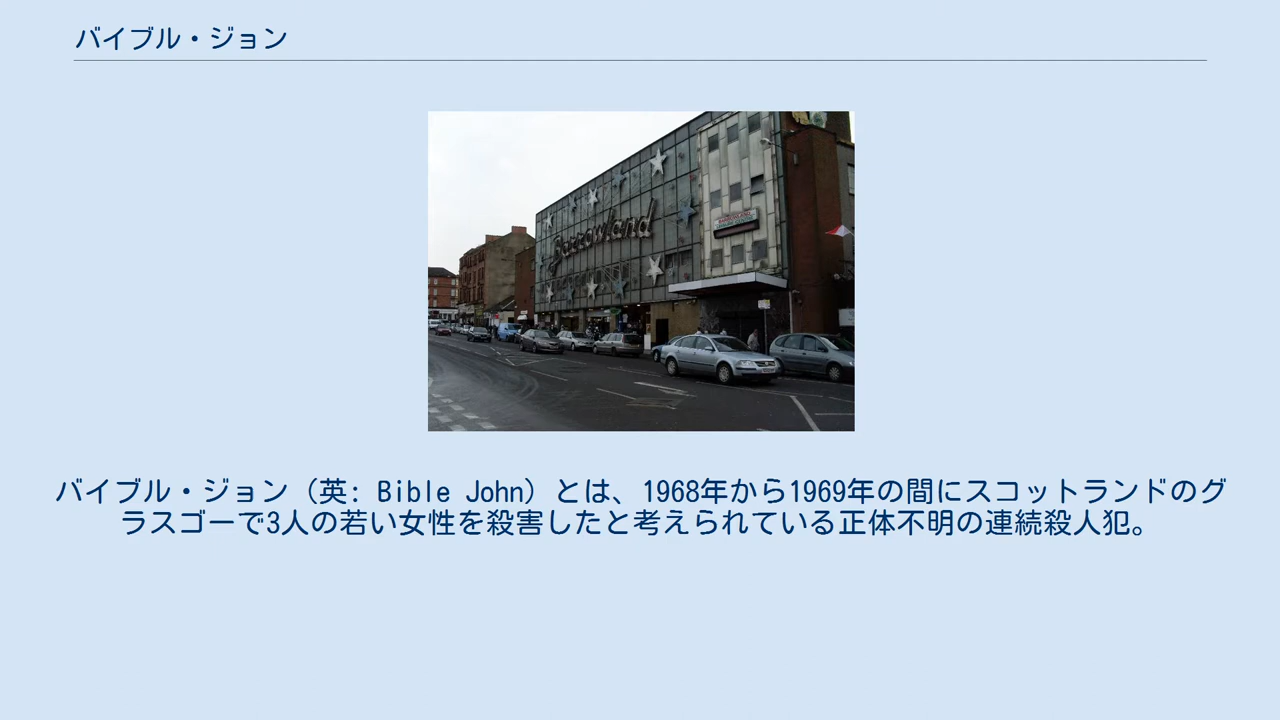 バイブル・ジョン
Barrowland
バイブル・ジョン（英: Bible John）とは、1968年から1969年の間にスコットランドのグ
ラスゴーで3人の若い女性を殺害したと考えられている正体不明の連続殺人犯。